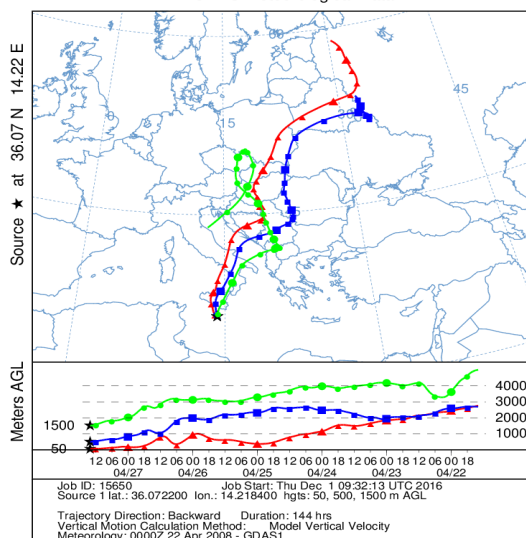 Source ★ at 36.07 N 14.22 E
60
45
45
30
15
0
Meters AGL
4000
3000
2000
1000
1500
50
12 06 00 18 12 06 00 18 12 06 00 18 12 06 00 18 12 06 00 18 12 06 00 18
04/27 04/26 04/25 04/24 04/23 04/22
Job ID: 15650 Job Start: Thu Dec 1 09:32:13 UTC 2016
Source 1 lat.: 36.072200 lon.: 14.218400 hgts: 50, 500, 1500 m AGL
Trajectory Direction: Backward Duration: 144 hrs
Vertical Motion Calculation Method: Model Vertical Velocity
Meteorology: 0000Z 22 Apr 2008 - GDAS1